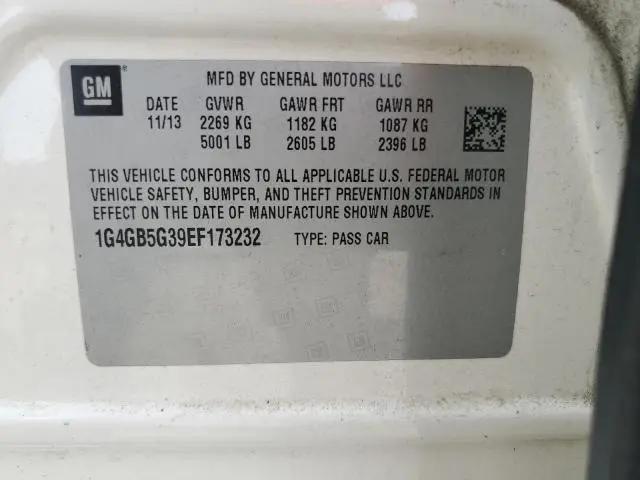 GM
MFD BY GENERAL MOTORS LLC
DATE GVWR GAWR FRT GAWR RR
11/13 2269 KG 1182 KG 1087 KG
5001 LB 2605 LB 2396 LB
THIS VEHICLE CONFORMS TO ALL APPLICABLE U.S. FEDERAL MOTOR
VEHICLE SAFETY, BUMPER, AND THEFT PREVENTION STANDARDS IN
EFFECT ON THE DATE OF MANUFACTURE SHOWN ABOVE.
1G4GB5G39EF173232 TYPE: PASS CAR